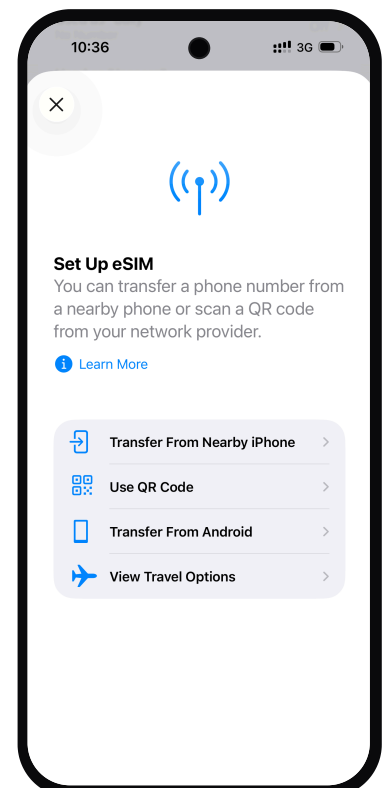 10:36
3G
Set Up eSIM
You can transfer a phone number from
a nearby phone or scan a QR code
from your network provider.
Learn More
Transfer From Nearby iPhone
Use QR Code
Transfer From Android
View Travel Options